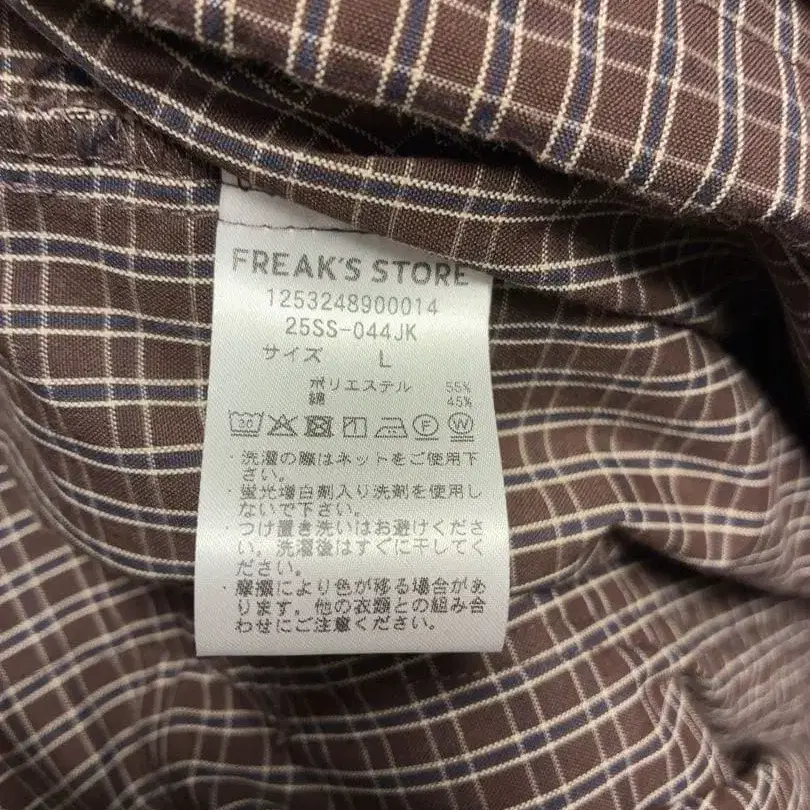 FREAK'S STORE
1253248900014
25SS-044JK
サイズ L
ポリエステル 55%
綿 45%
30 F W
・洗濯の際はネットをご使用下
さい。
・蛍光増白剤入り洗剤を使用し
ないで下さい。
・つけ置き洗いはお避けくださ
い。洗濯後はすぐに干してく
ださい。
・摩擦により色が移る場合があ
ります。他の衣類との組み合
わせにご注意ください。